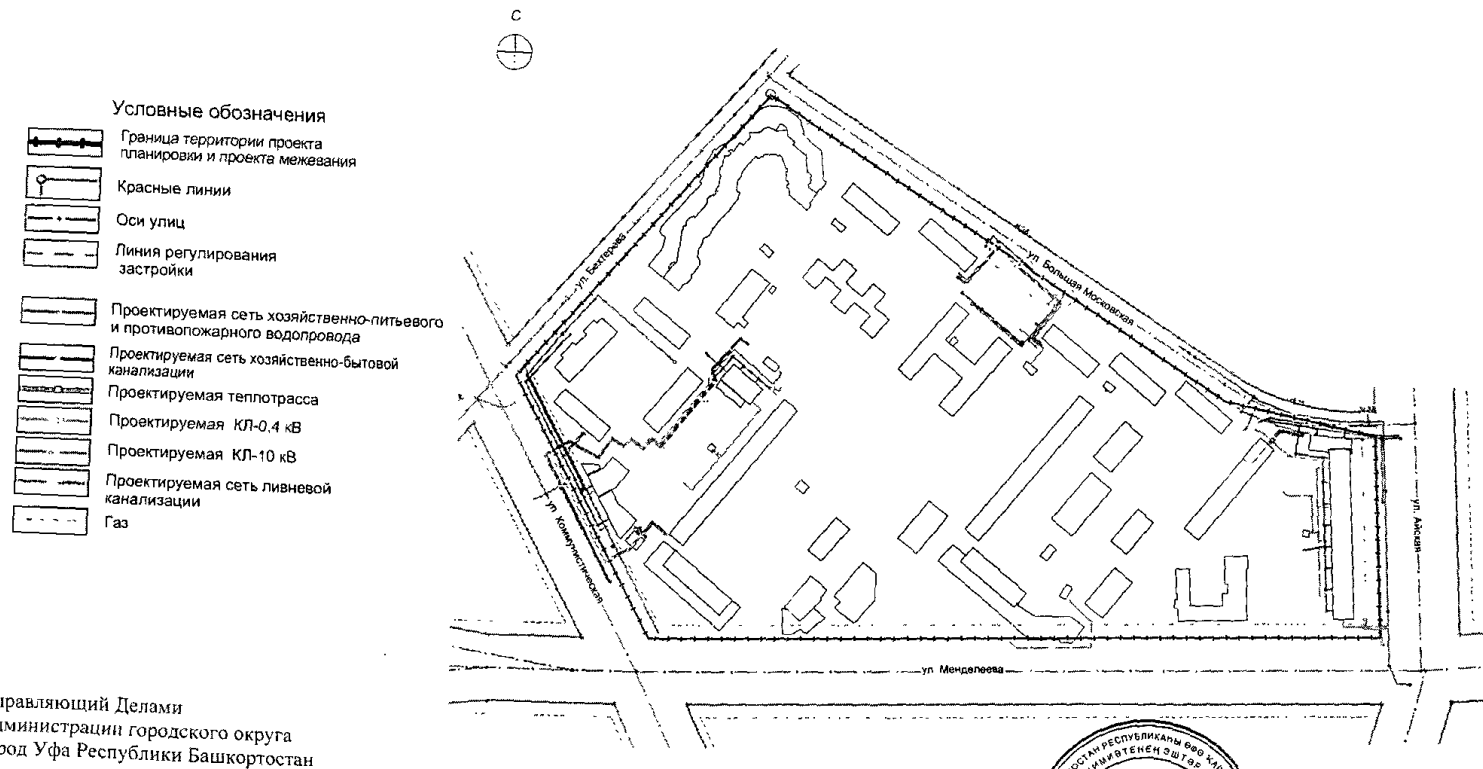 С
Условные обозначения
Граница территории проекта
планировки и проекта межевания
Красные линии
Оси улиц
Линия регулирования
застройки
Проектируемая сеть хозяйственно-питьевого
и противопожарного водопровода
Проектируемая сеть хозяйственно-бытовой
канализации
Проектируемая теплотрасса
Проектируемая КЛ-0,4 кВ
Проектируемая КЛ-10 кВ
Проектируемая сеть ливневой
канализации
Газ
ул. Бехтерева
ул. Большая Московская
ул. Коммунистическая
ул. Айская
ул Менделеева
правляющий Делами
дминистрации городского округа
род Уфа Республики Башкортостан